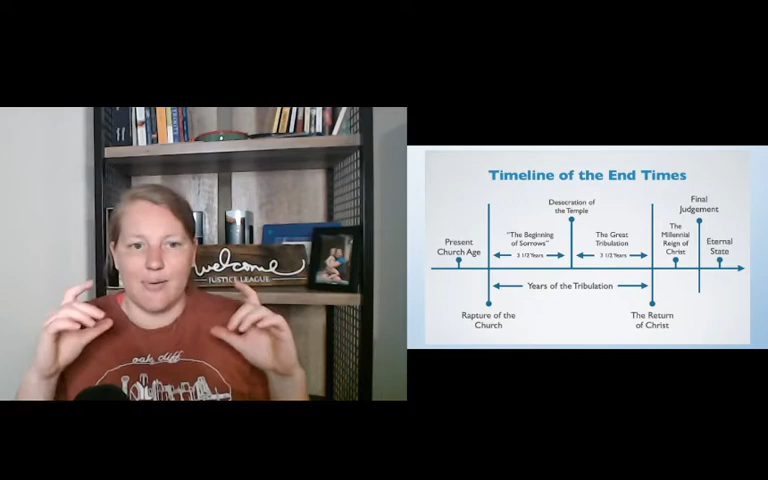 welcome
JUSTICE LEAGUE
oak cliff
Timeline of the End Times
Desecration of
the Temple
Final
Judgement
"The Beginning
of Sorrows"
3 1/2 Years
The Great
Tribulation
3 1/2 Years
The
Millennial
Reign of
Christ
Present
Church Age
Eternal
State
Years of the Tribulation
Rapture of the
Church
The Return
of Christ